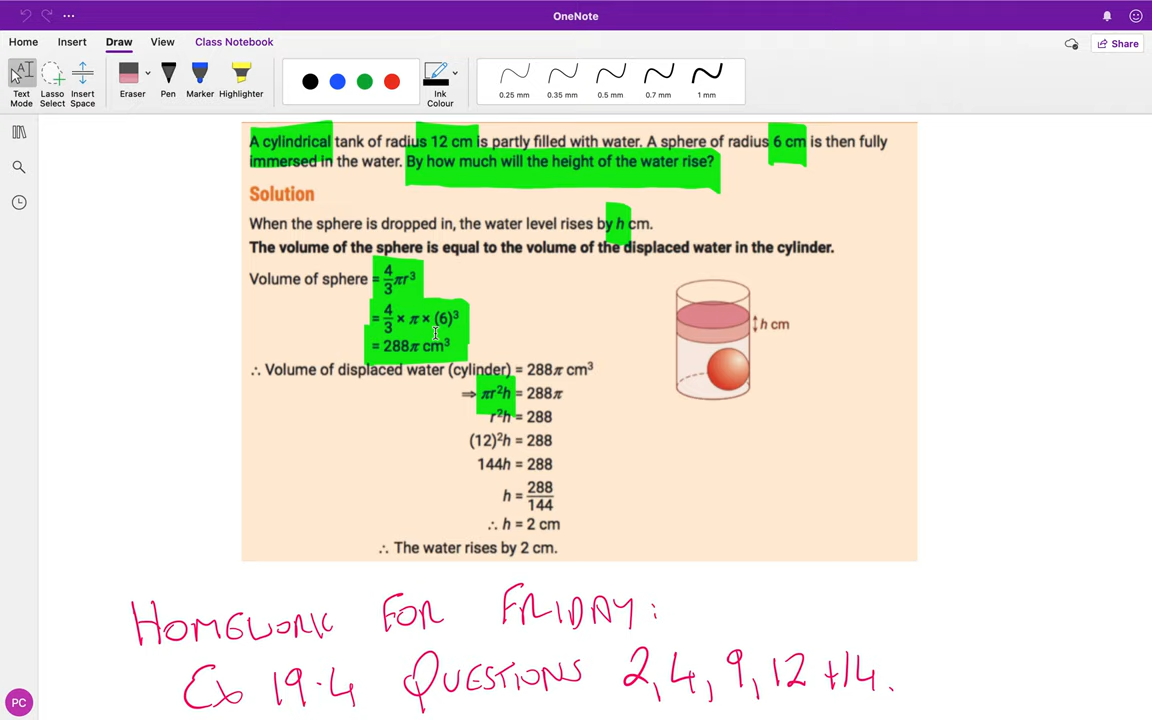 OneNote
Home Insert Draw View Class Notebook
Share
Text Mode
Lasso Select
Insert Space
Eraser
Pen
Marker
Highlighter
Ink Colour
0.25 mm 0.35 mm 0.5 mm 0.7 mm 1 mm
A cylindrical tank of radius 12 cm is partly filled with water. A sphere of radius 6 cm is then fully
immersed in the water. By how much will the height of the water rise?
Solution
When the sphere is dropped in, the water level rises by h cm.
The volume of the sphere is equal to the volume of the displaced water in the cylinder.
Volume of sphere = 4/3 πr³
= 4/3 × π × (6)³
= 288π cm³
h cm
∴ Volume of displaced water (cylinder) = 288π cm³
⇒ πr²h = 288π
r²h = 288
(12)²h = 288
144h = 288
h = 288/144
∴ h = 2 cm
∴ The water rises by 2 cm.
HOMEWORK FOR FRIDAY:
Ex 19.4 QUESTIONS 2, 4, 9, 12 + 14.
PC